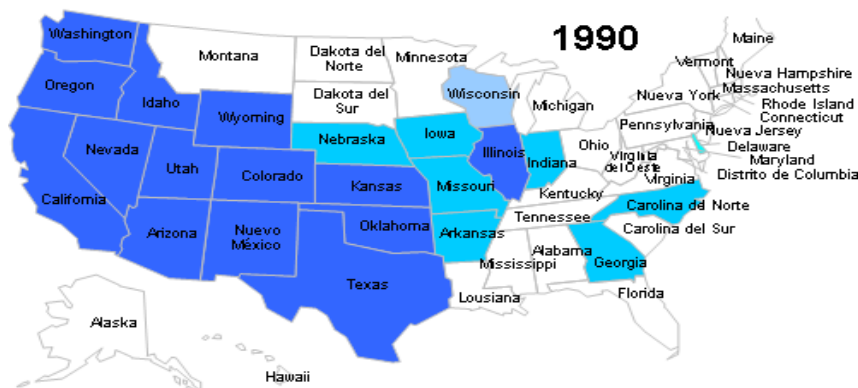 1990
Washington
Montana
Dakota del
Norte
Minnesota
Maine
Vermont
Nueva Hampshire
Massachusetts
Oregon
Idaho
Dakota del
Sur
Wisconsin
Michigan
Nueva York
Rhode Island
Connecticut
Wyoming
Nebraska
Iowa
Pennsylvania
Nueva Jersey
Nevada
Utah
Colorado
Illinois
Indiana
Ohio
Delaware
Maryland
Distrito de Columbia
Virginia
del Oeste
Virginia
California
Kansas
Missouri
Kentucky
Carolina de Norte
Arizona
Nuevo
México
Oklahoma
Arkansas
Tennessee
Carolina del Sur
Texas
Mississippi
Alabama
Georgia
Lousiana
Florida
Alaska
Hawaii